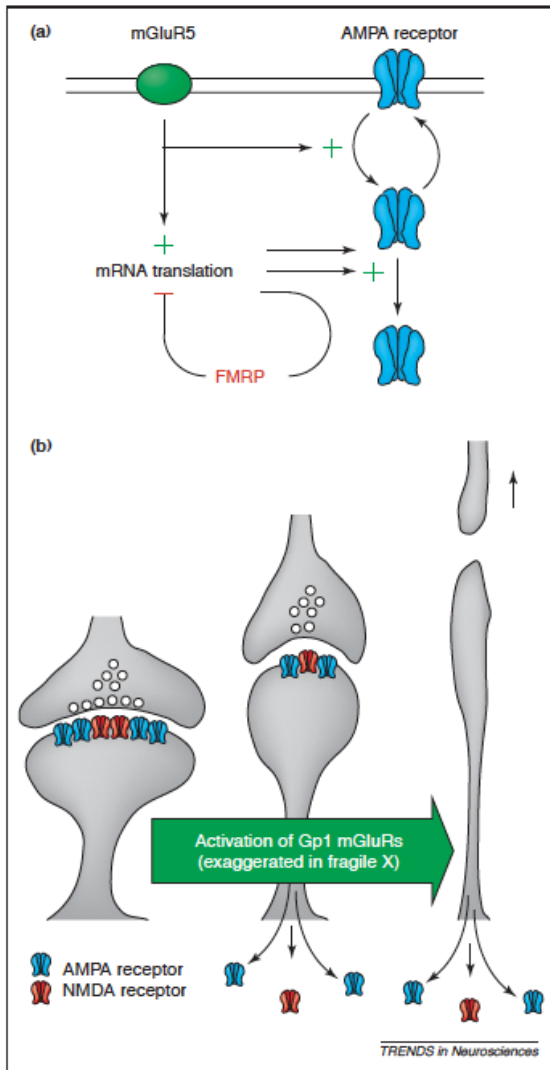 (a)
mGluR5
AMPA receptor
+
+
mRNA translation
+
FMRP
(b)
Activation of Gp1 mGluRs
(exaggerated in fragile X)
AMPA receptor
NMDA receptor
TRENDS in Neurosciences